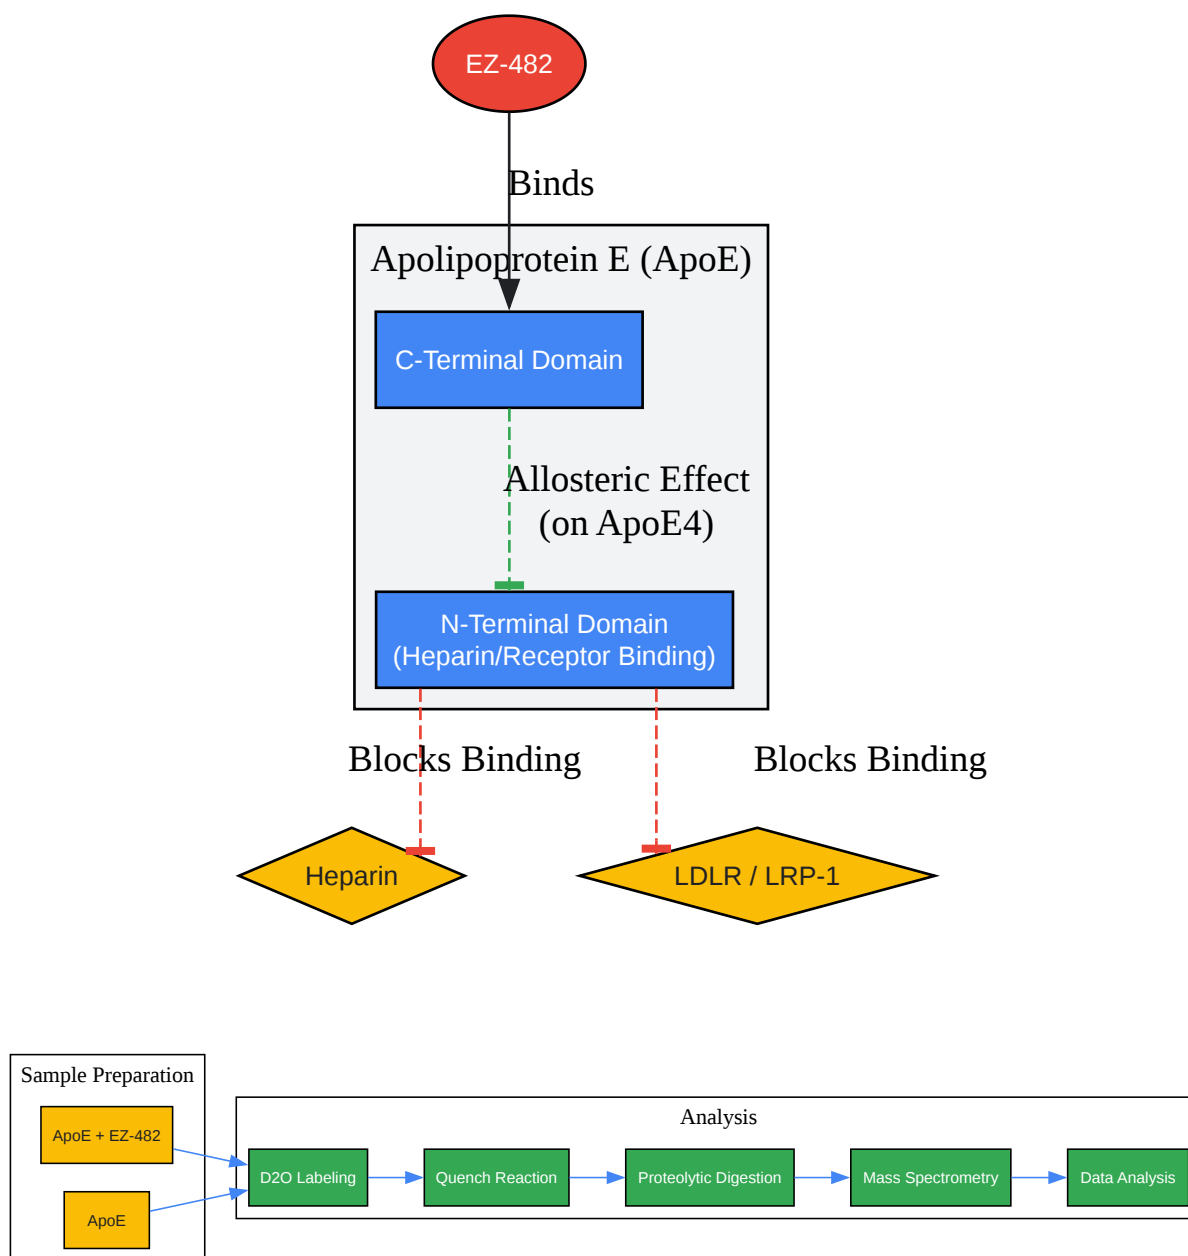 EZ-482
Binds
Apolipoprotein E (ApoE)
C-Terminal Domain
Allosteric Effect
(on ApoE4)
N-Terminal Domain
(Heparin/Receptor Binding)
Blocks Binding
Blocks Binding
Heparin
LDLR / LRP-1
Sample Preparation
ApoE + EZ-482
ApoE
Analysis
D2O Labeling
Quench Reaction
Proteolytic Digestion
Mass Spectrometry
Data Analysis